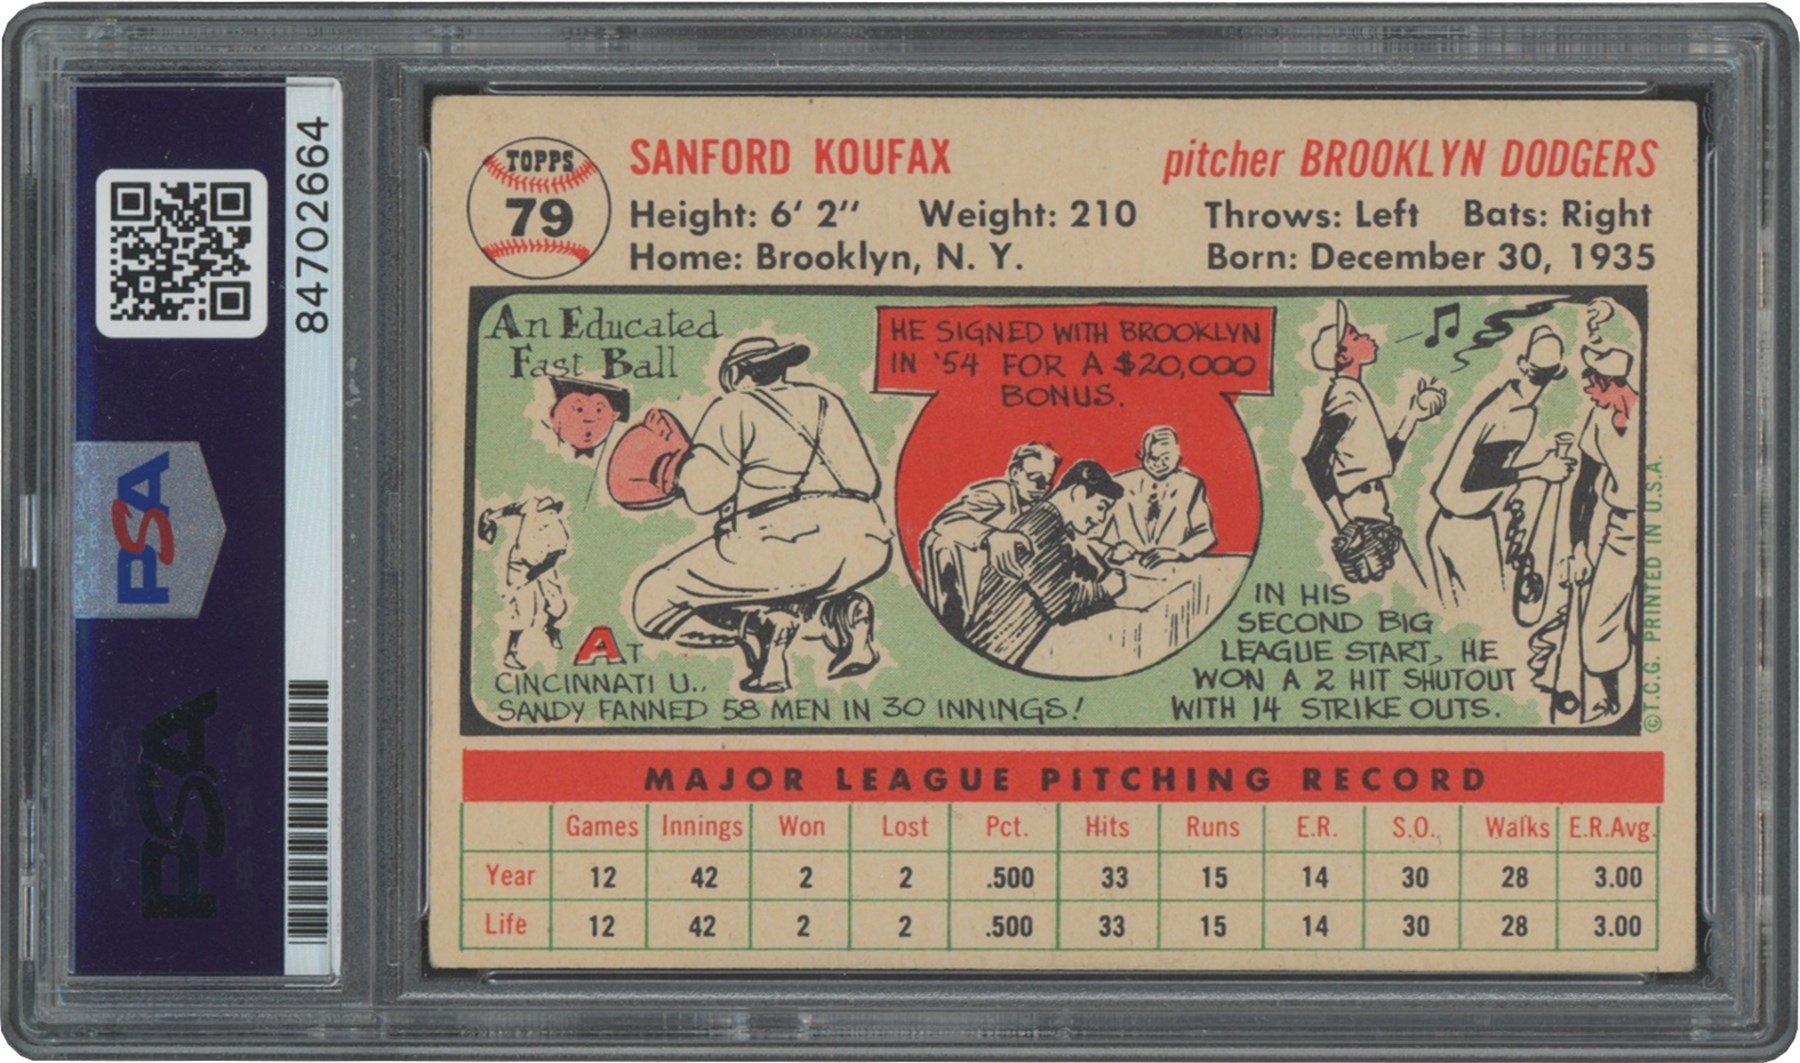 84702664
PSA
PSA
TOPPS
79
SANFORD KOUFAX
pitcher BROOKLYN DODGERS
Height: 6' 2" Weight: 210
Throws: Left Bats: Right
Home: Brooklyn, N. Y.
Born: December 30, 1935
An Educated
Fast Ball
AT
CINCINNATI U.,
SANDY FANNED 58 MEN IN 30 INNINGS!
HE SIGNED WITH BROOKLYN
IN '54 FOR A $20,000
BONUS.
IN HIS
SECOND BIG
LEAGUE START, HE
WON A 2 HIT SHUTOUT
WITH 14 STRIKE OUTS.
©T.C.G. PRINTED IN U.S.A.
MAJOR LEAGUE PITCHING RECORD
Games Innings Won Lost Pct. Hits Runs E.R. S.O. Walks E.R.Avg.
Year 12 42 2 2 .500 33 15 14 30 28 3.00
Life 12 42 2 2 .500 33 15 14 30 28 3.00